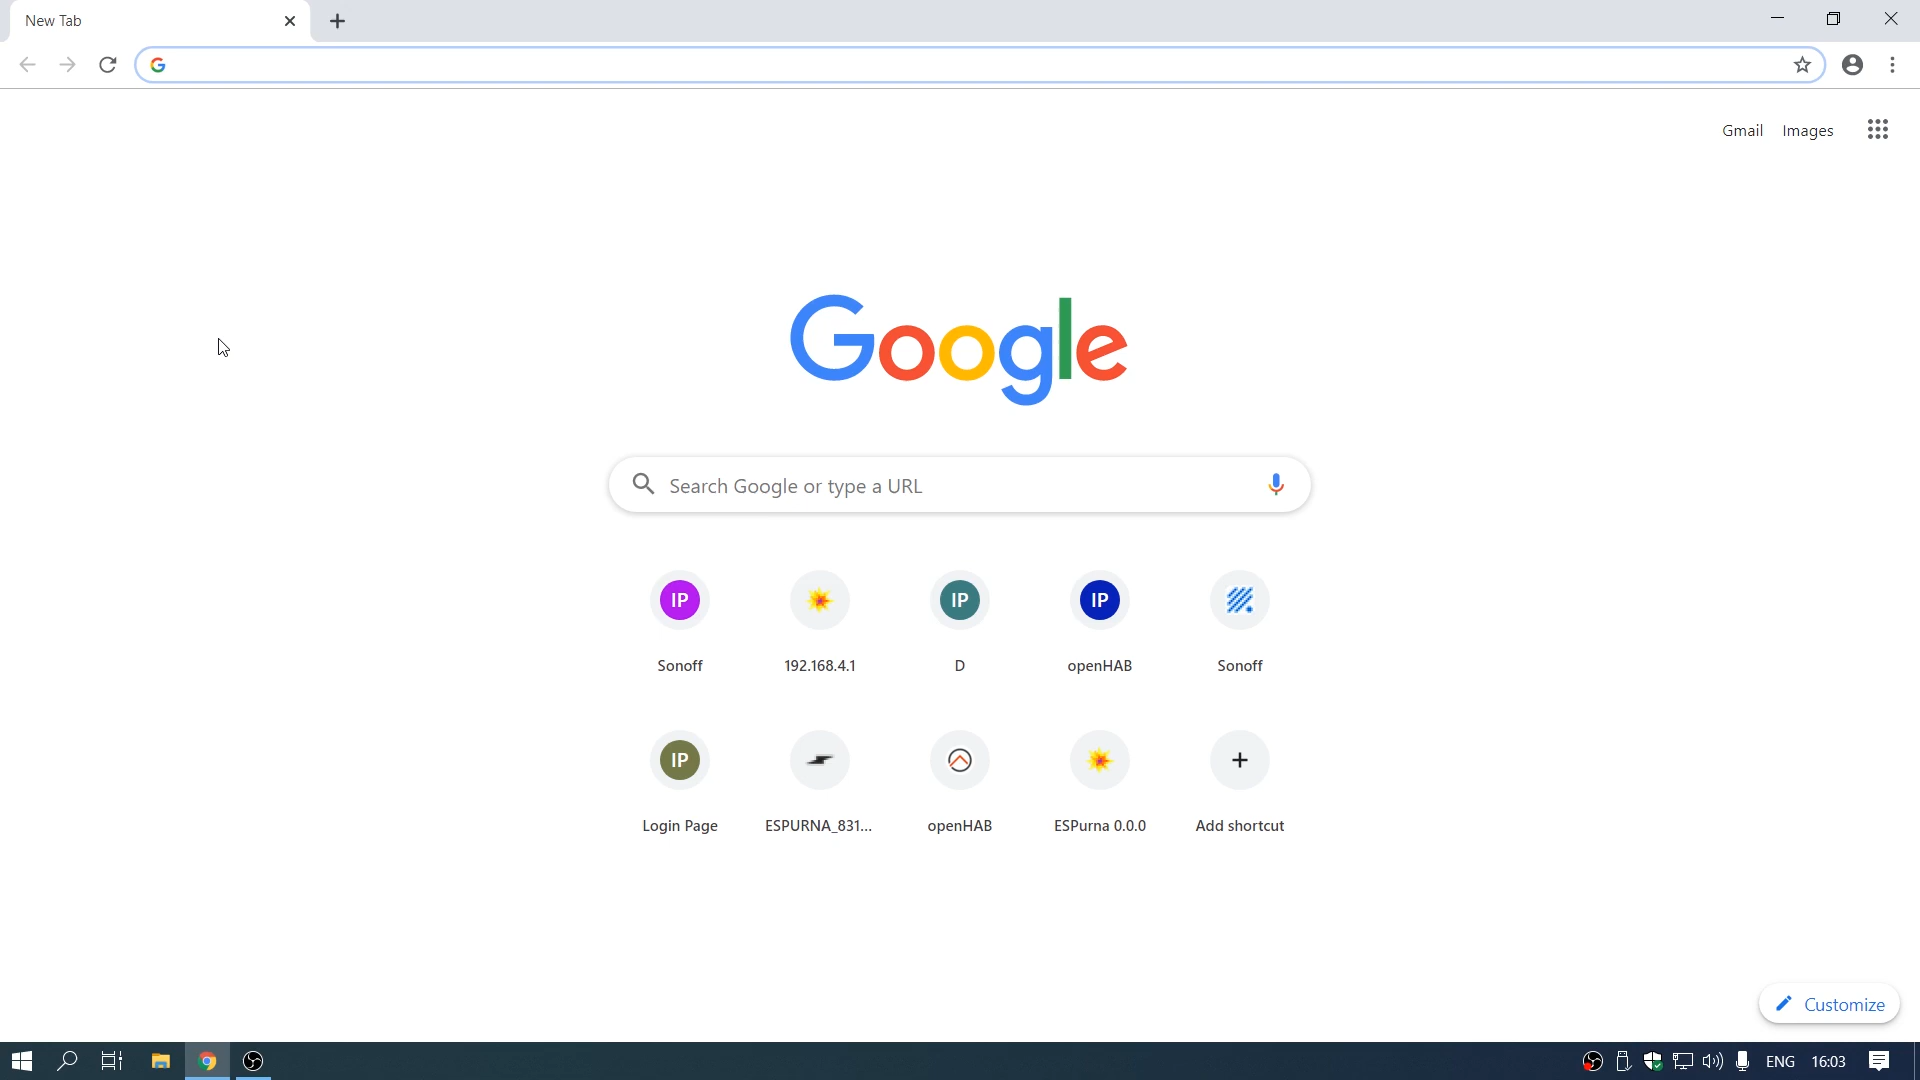 New Tab
Gmail Images
Google
Search Google or type a URL
IP IP IP
Sonoff 192.168.4.1 D openHAB Sonoff
IP
Login Page ESPURNA_831... openHAB ESPurna 0.0.0 Add shortcut
Customize
ENG 16:03